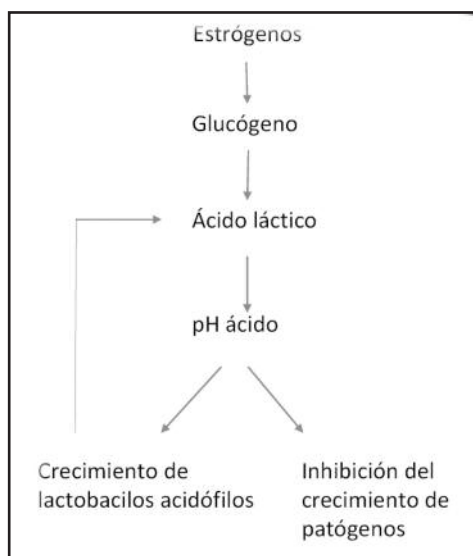 Estrógenos
Glucógeno
Ácido láctico
pH ácido
Crecimiento de
lactobacilos acidófilos
Inhibición del
crecimiento de
patógenos